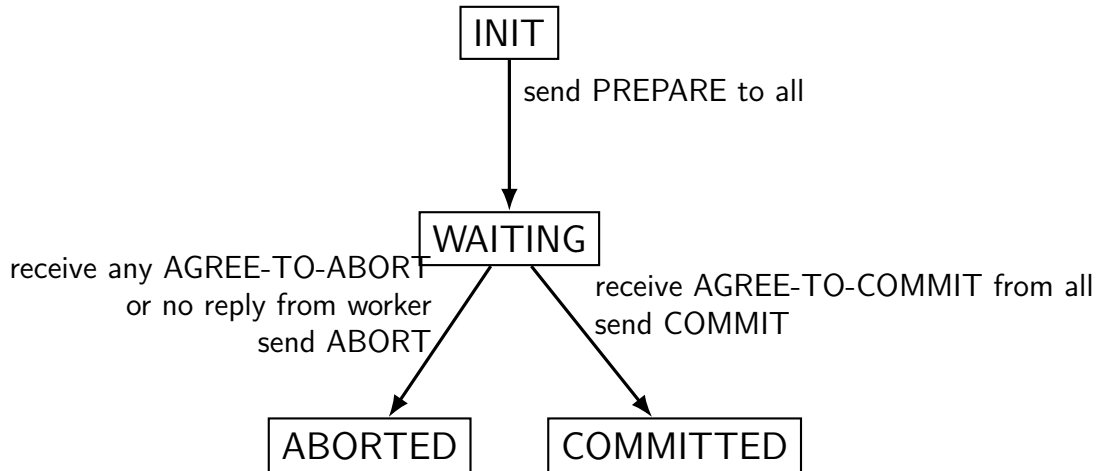 INIT
send PREPARE to all
WAITING
receive any AGREE-TO-ABORT
or no reply from worker
send ABORT
receive AGREE-TO-COMMIT from all
send COMMIT
ABORTED
COMMITTED